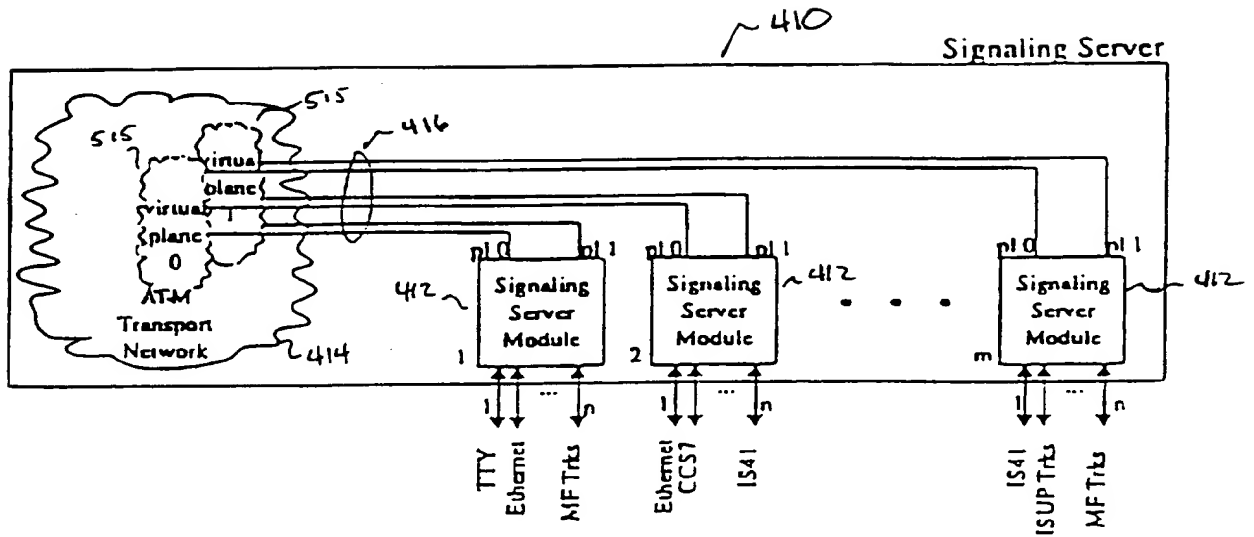 410
Signaling Server
515
515
416
virtual
plane
1
virtual
plane
0
ATM
Transport
Network
414
pl 0
pl 1
pl 0
pl 1
pl 0
pl 1
412
Signaling
Server
Module
1
Signaling
Server
Module
2
412
. . .
Signaling
Server
Module
m
412
1
...
n
1
...
n
1
...
n
TTY
Ethernet
MF Trks
Ethernet
CCS7
IS41
IS41
ISUP Trks
MF Trks